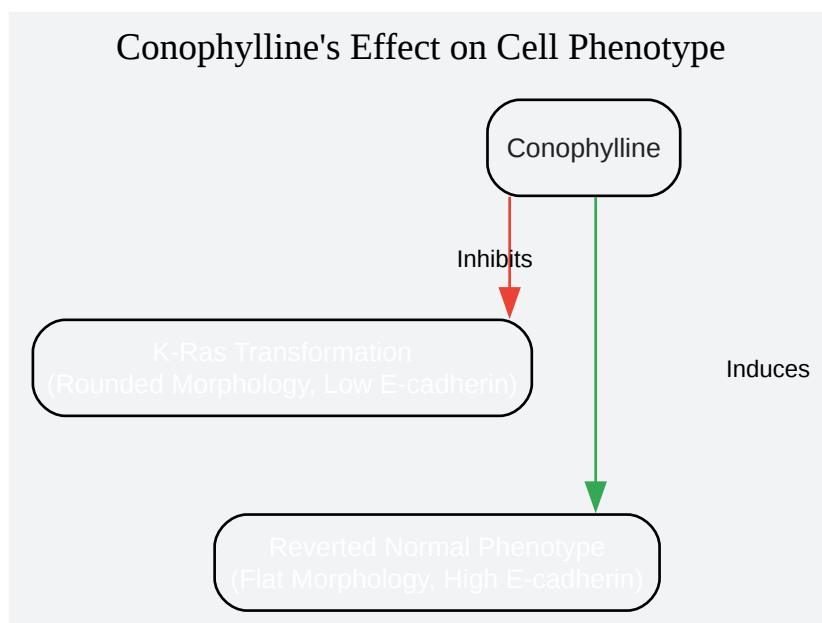 Conophylline's Effect on Cell Phenotype
Conophylline
Inhibits
K-Ras Transformation
(Rounded Morphology, Low E-cadherin)
Induces
Reverted Normal Phenotype
(Flat Morphology, High E-cadherin)